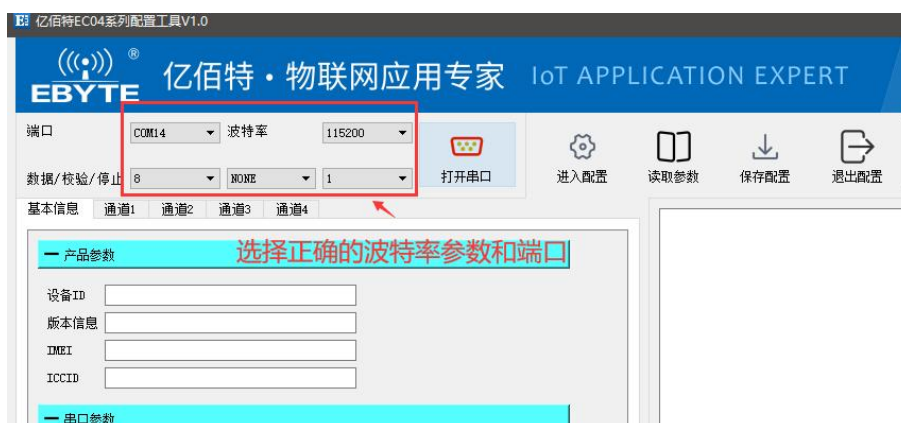 亿佰特EC04系列配置工具V1.0
(((•))) ®
EBYTE
亿佰特·物联网应用专家 IoT APPLICATION EXPERT
端口 COM14 波特率 115200
数据/校验/停止 8 NONE 1
打开串口 进入配置 读取参数 保存配置 退出配置
基本信息 通道1 通道2 通道3 通道4
选择正确的波特率参数和端口
一 产品参数
设备ID
版本信息
IMEI
ICCID
一 串口参数